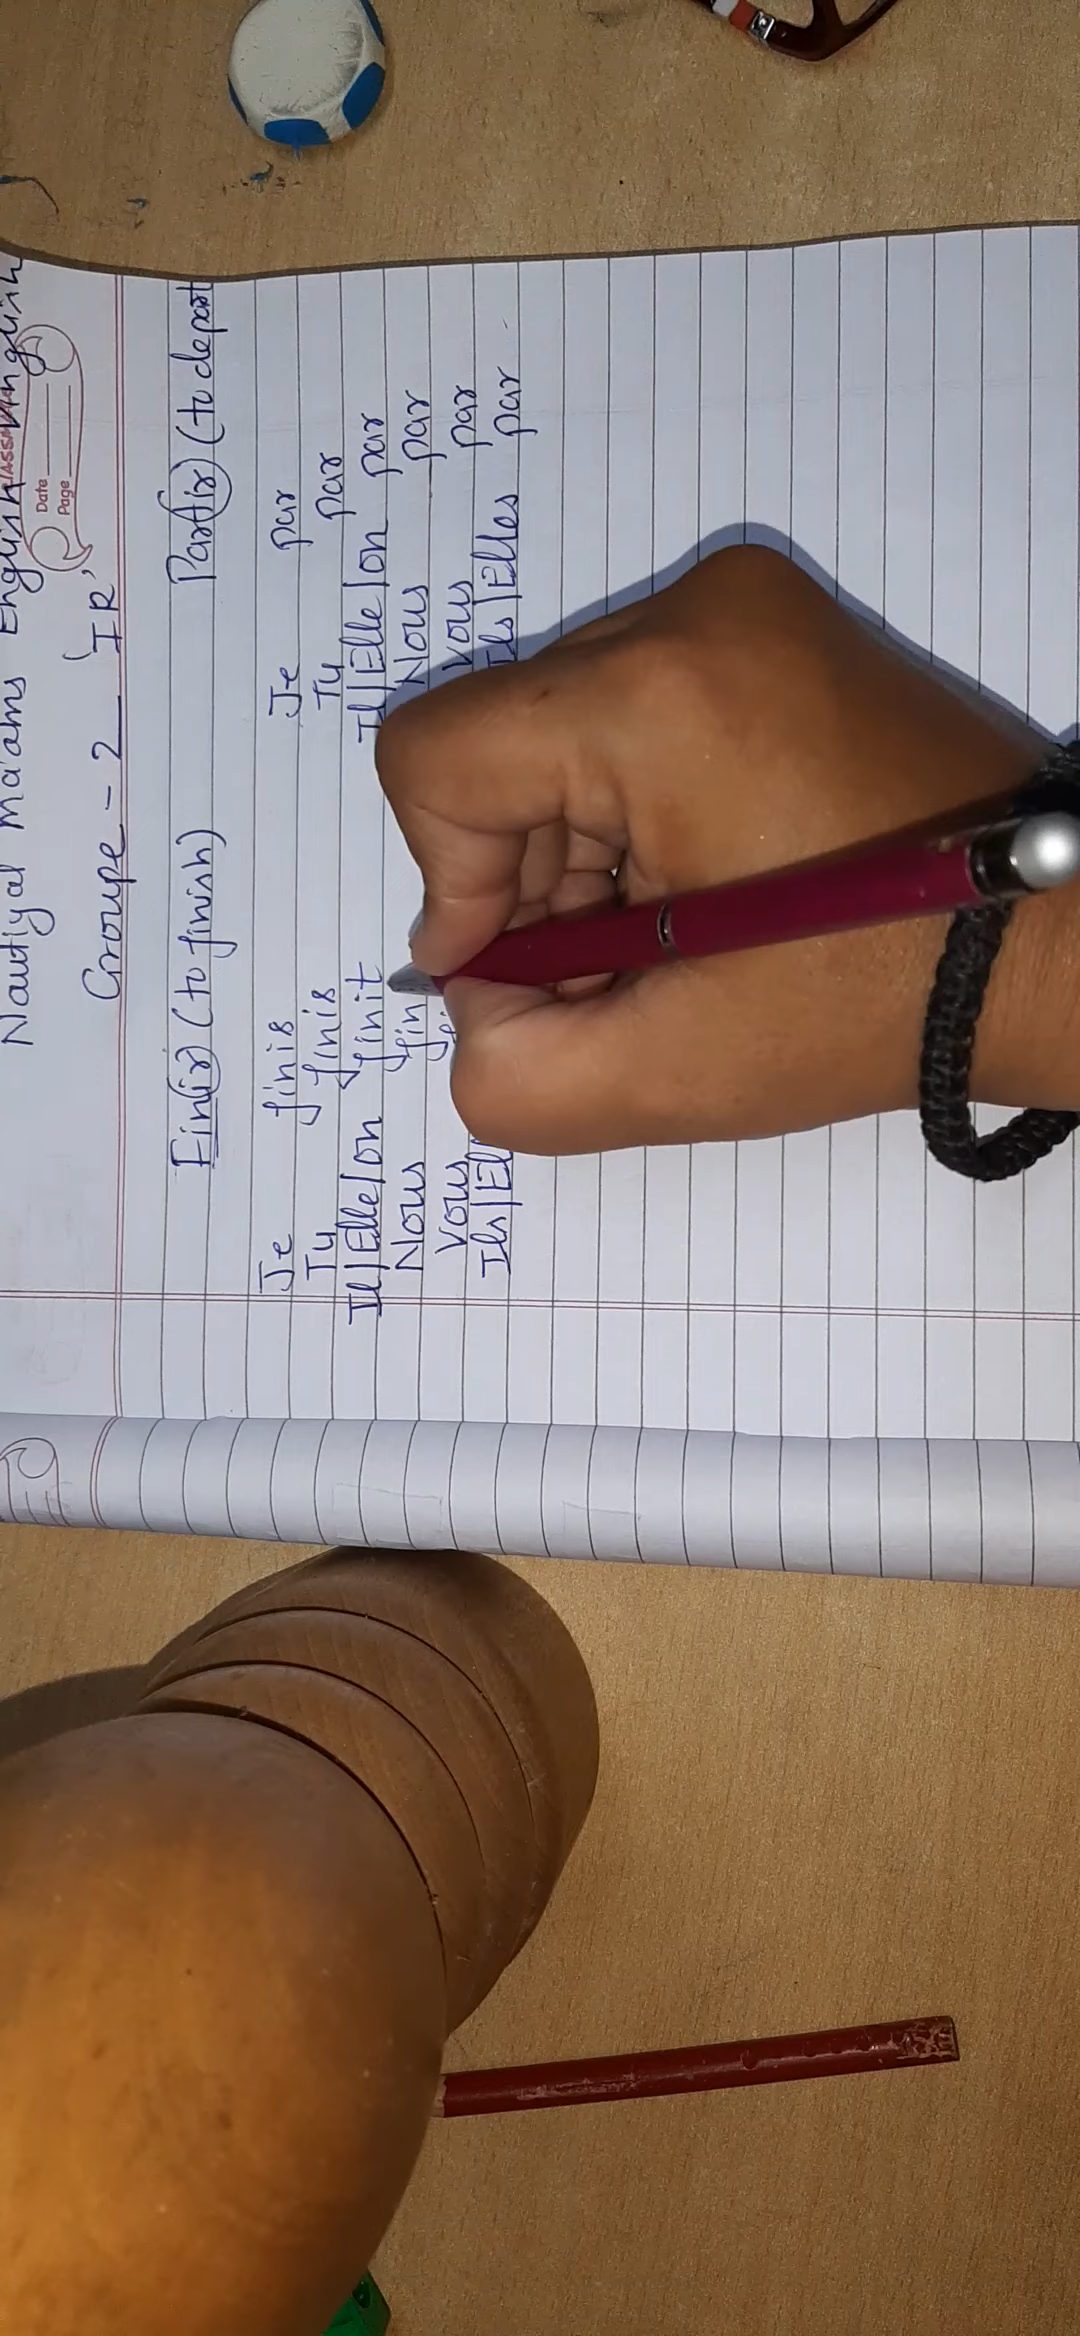 Nautiyal Ma'ams English Vinglish
Date
Page
Groupe - 2 'IR'
Finir (to finish) Partir (to depart
Je finis Je par
Tu finis Tu par
Il/Elle/on finit Il/Elle/on par
Nous fin Nous par
Vous Vous par
Ils/El Ils/Elles par